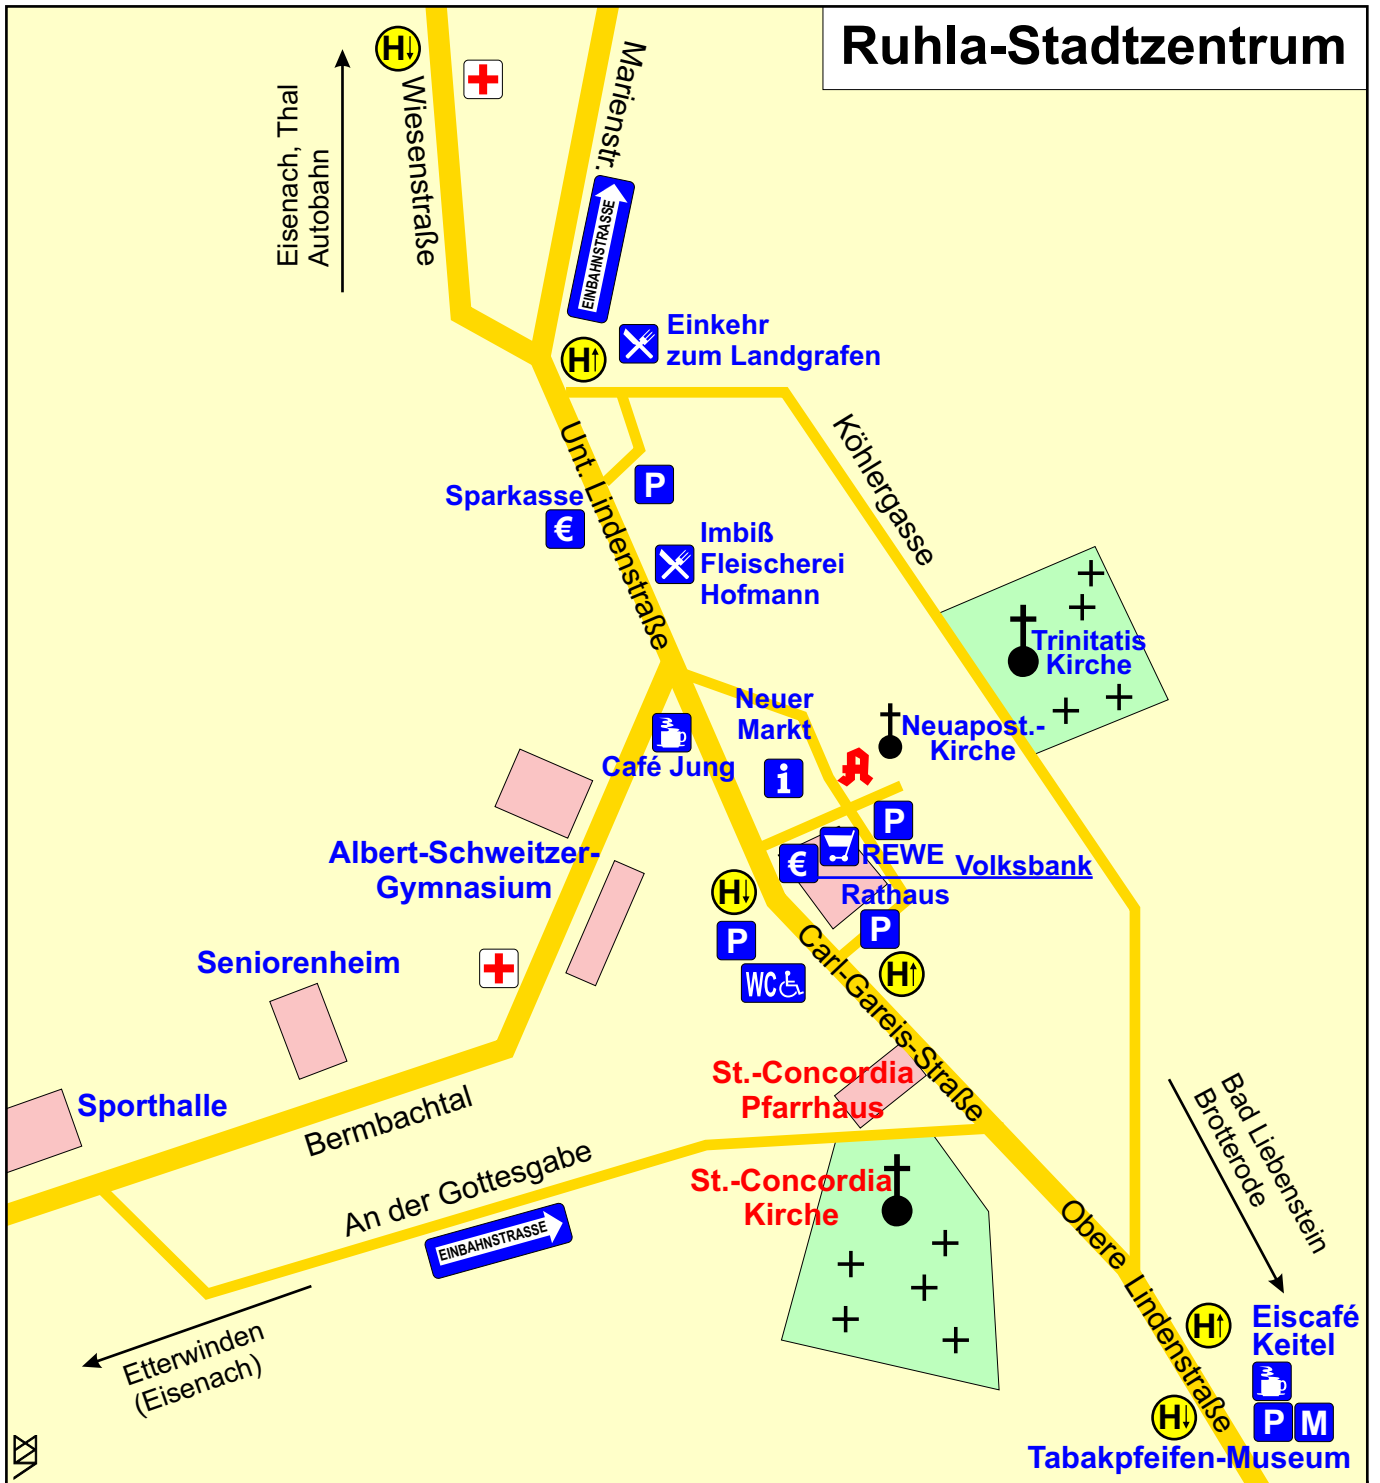 Ruhla-Stadtzentrum
H
Wiesenstraße
Marienstr.
Eisenach, Thal
Autobahn
EINBAHNSTRASSE
Einkehr
zum Landgrafen
H
Köhlergasse
Unt. Lindenstraße
Sparkasse
€
P
Imbiß
Fleischerei
Hofmann
Trinitatis
Kirche
Neuer
Markt
Neuapost.-
Kirche
Café Jung
i
A
P
Albert-Schweitzer-
Gymnasium
REWE
€
Volksbank
Rathaus
H
P
P
WC
H
Carl-Gareis-Straße
Seniorenheim
Sporthalle
Bermbachtal
St.-Concordia
Pfarrhaus
An der Gottesgabe
EINBAHNSTRASSE
St.-Concordia
Kirche
Bad Liebenstein
Brotterode
Obere Lindenstraße
Etterwinden
(Eisenach)
H
Eiscafé
Keitel
H
P
M
Tabakpfeifen-Museum